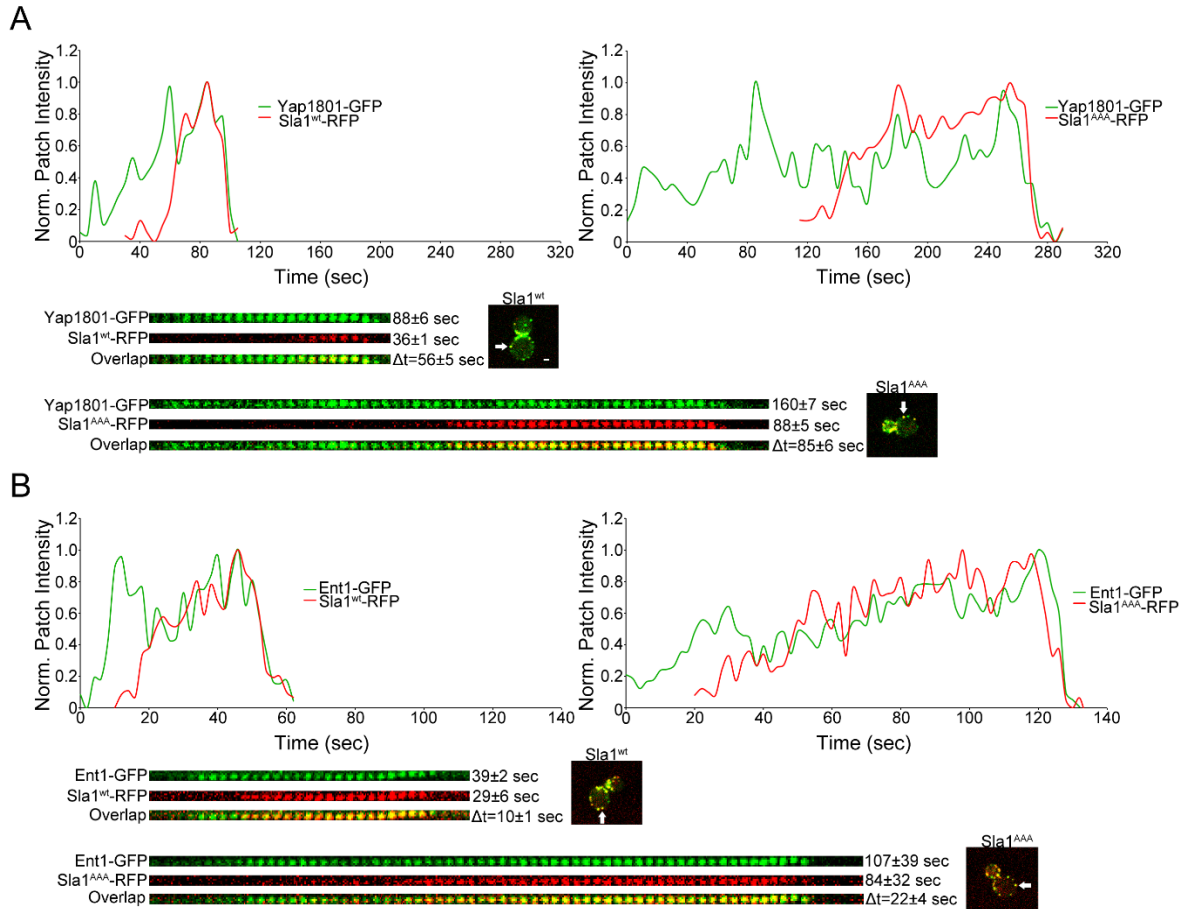 A
1.2
1.0
0.8
0.6
0.4
0.2
0
Norm. Patch Intensity
0 40 80 120 160 200 240 280 320
Time (sec)
Yap1801-GFP
Sla1wt-RFP
1.2
1.0
0.8
0.6
0.4
0.2
0
Norm. Patch Intensity
0 40 80 120 160 200 240 280 320
Time (sec)
Yap1801-GFP
Sla1AAA-RFP
Sla1wt
Yap1801-GFP 88±6 sec
Sla1wt-RFP 36±1 sec
Overlap Δt=56±5 sec
Sla1AAA
Yap1801-GFP 160±7 sec
Sla1AAA-RFP 88±5 sec
Overlap Δt=85±6 sec
B
1.2
1.0
0.8
0.6
0.4
0.2
0
Norm. Patch Intensity
0 20 40 60 80 100 120 140
Time (sec)
Ent1-GFP
Sla1wt-RFP
1.2
1.0
0.8
0.6
0.4
0.2
0
Norm. Patch Intensity
0 20 40 60 80 100 120 140
Time (sec)
Ent1-GFP
Sla1AAA-RFP
Sla1wt
Ent1-GFP 39±2 sec
Sla1wt-RFP 29±6 sec
Overlap Δt=10±1 sec
Sla1AAA
Ent1-GFP 107±39 sec
Sla1AAA-RFP 84±32 sec
Overlap Δt=22±4 sec